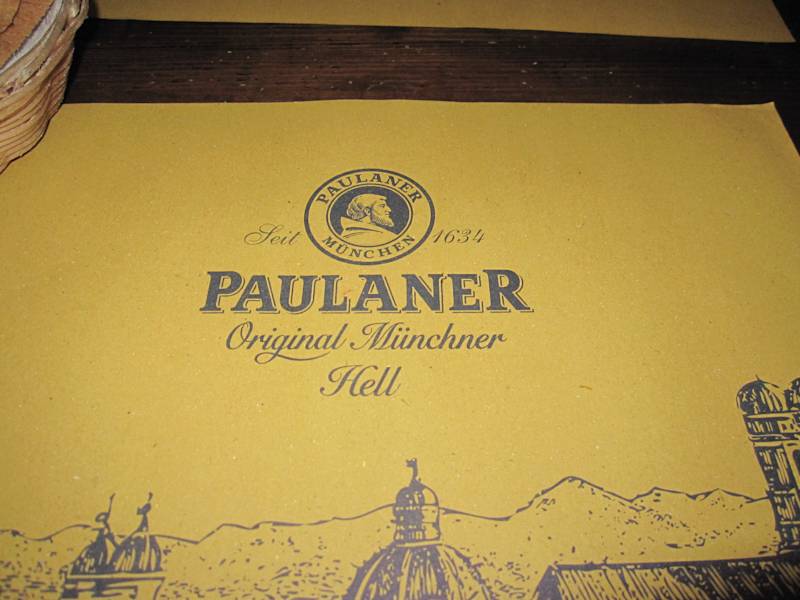 PAULANER
MÜNCHEN
Seit 1634
PAULANER
Original Münchner
Hell